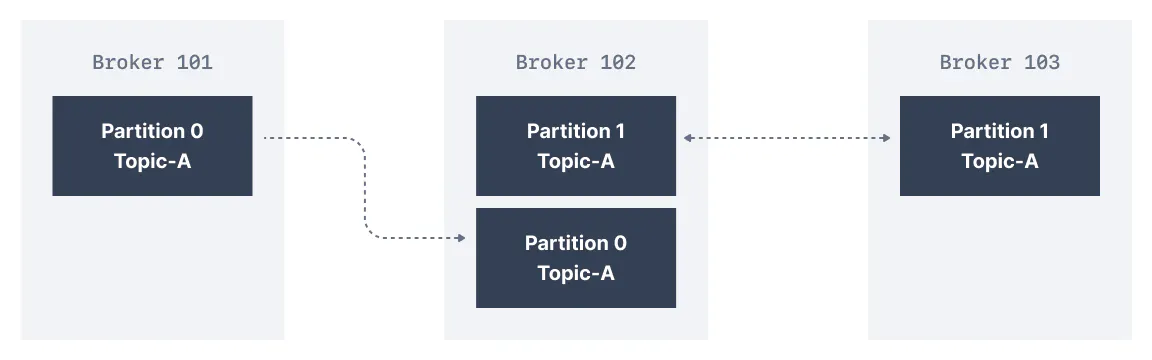 Broker 101
Partition 0
Topic-A
Broker 102
Partition 1
Topic-A
Partition 0
Topic-A
Broker 103
Partition 1
Topic-A